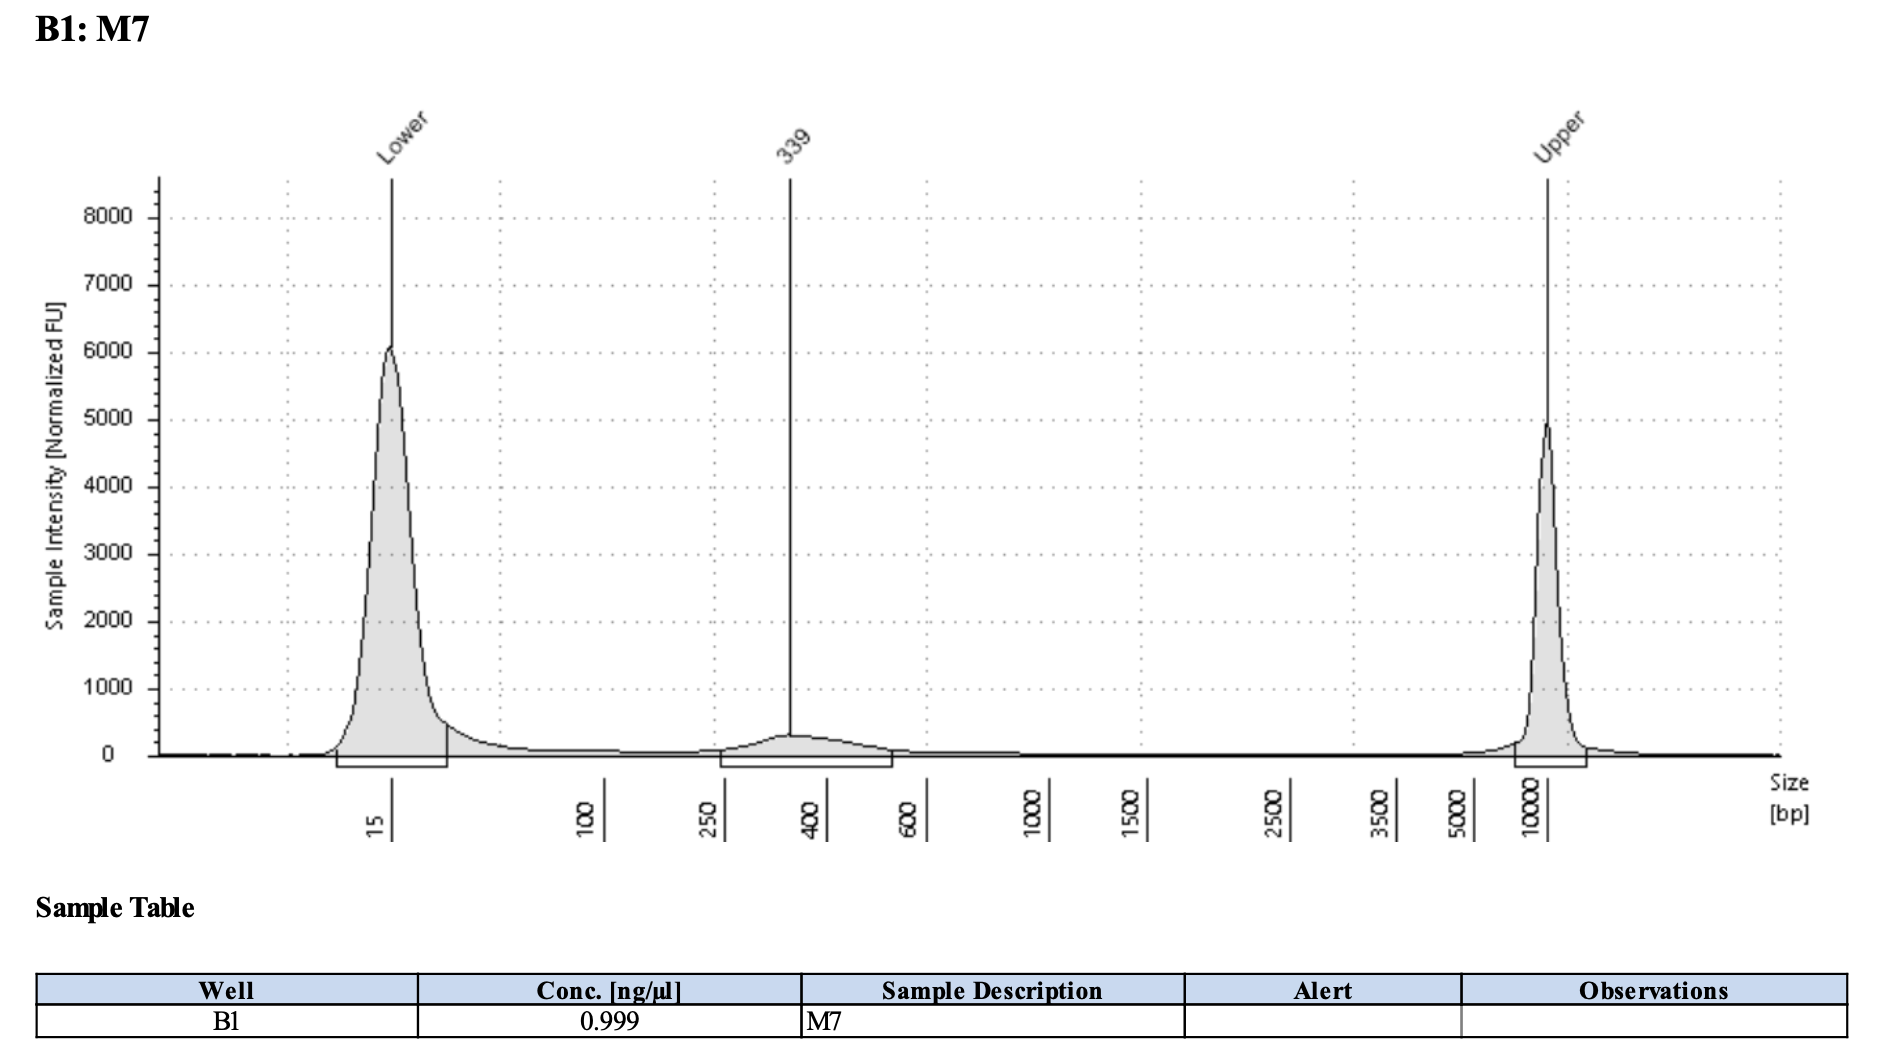 B1: M7
Lower
339
Upper
8000
7000
6000
5000
4000
3000
2000
1000
0
Sample Intensity [Normalized FU]
15
100
250
400
600
1000
1500
2500
3500
5000
10000
Size
[bp]
Sample Table
Well Conc. [ng/µl] Sample Description Alert Observations
B1 0.999 M7